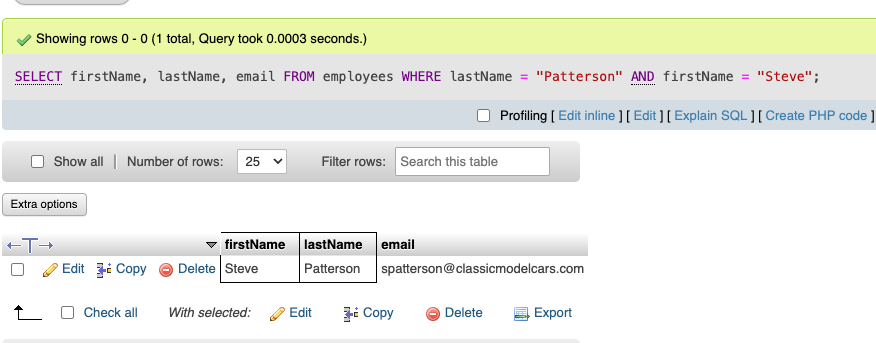 Showing rows 0 - 0 (1 total, Query took 0.0003 seconds.)
SELECT firstName, lastName, email FROM employees WHERE lastName = "Patterson" AND firstName = "Steve";
Profiling [ Edit inline ] [ Edit ] [ Explain SQL ] [ Create PHP code ]
Show all | Number of rows: 25 Filter rows: Search this table
Extra options
firstName lastName email
Edit Copy Delete Steve Patterson spatterson@classicmodelcars.com
Check all With selected: Edit Copy Delete Export